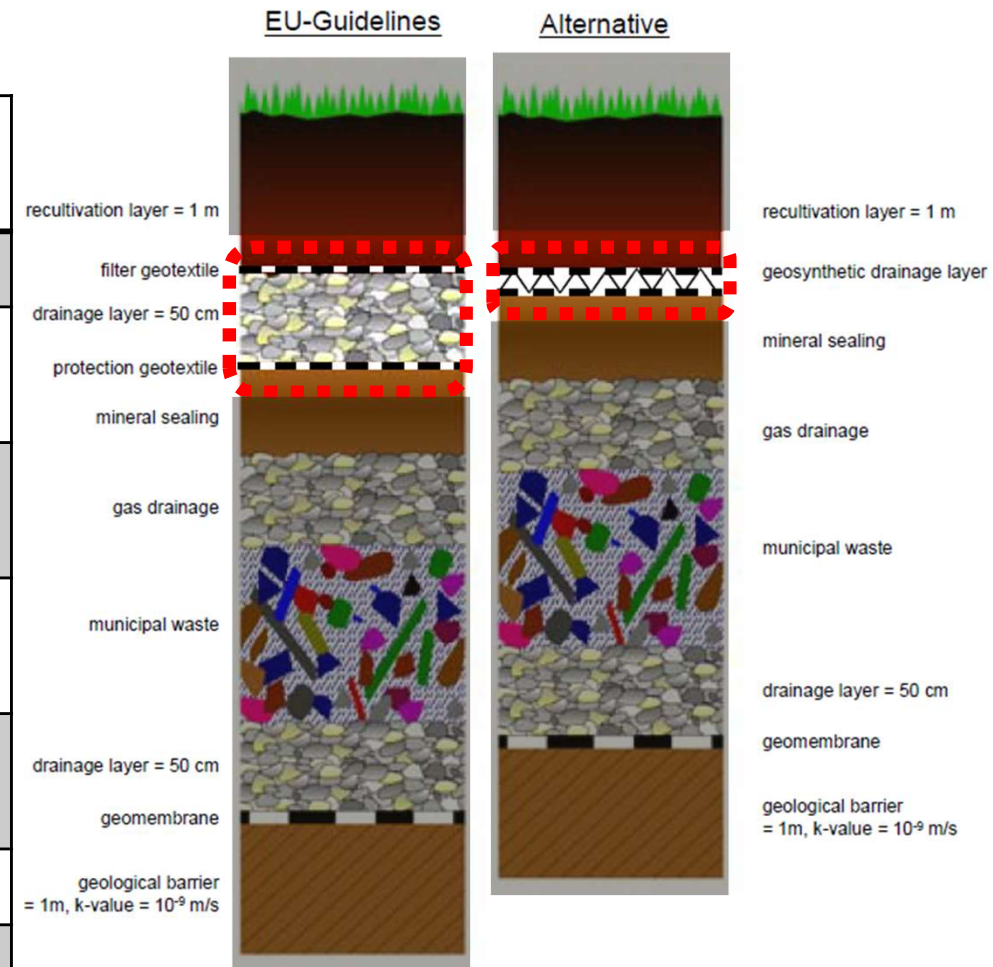 EU-Guidelines
recultivation layer = 1 m
filter geotextile
drainage layer = 50 cm
protection geotextile
mineral sealing
gas drainage
municipal waste
drainage layer = 50 cm
geomembrane
geological barrier
= 1m, k-value = 10⁻⁹ m/s
Alternative
recultivation layer = 1 m
geosynthetic drainage layer
mineral sealing
gas drainage
municipal waste
drainage layer = 50 cm
geomembrane
geological barrier
= 1m, k-value = 10⁻⁹ m/s